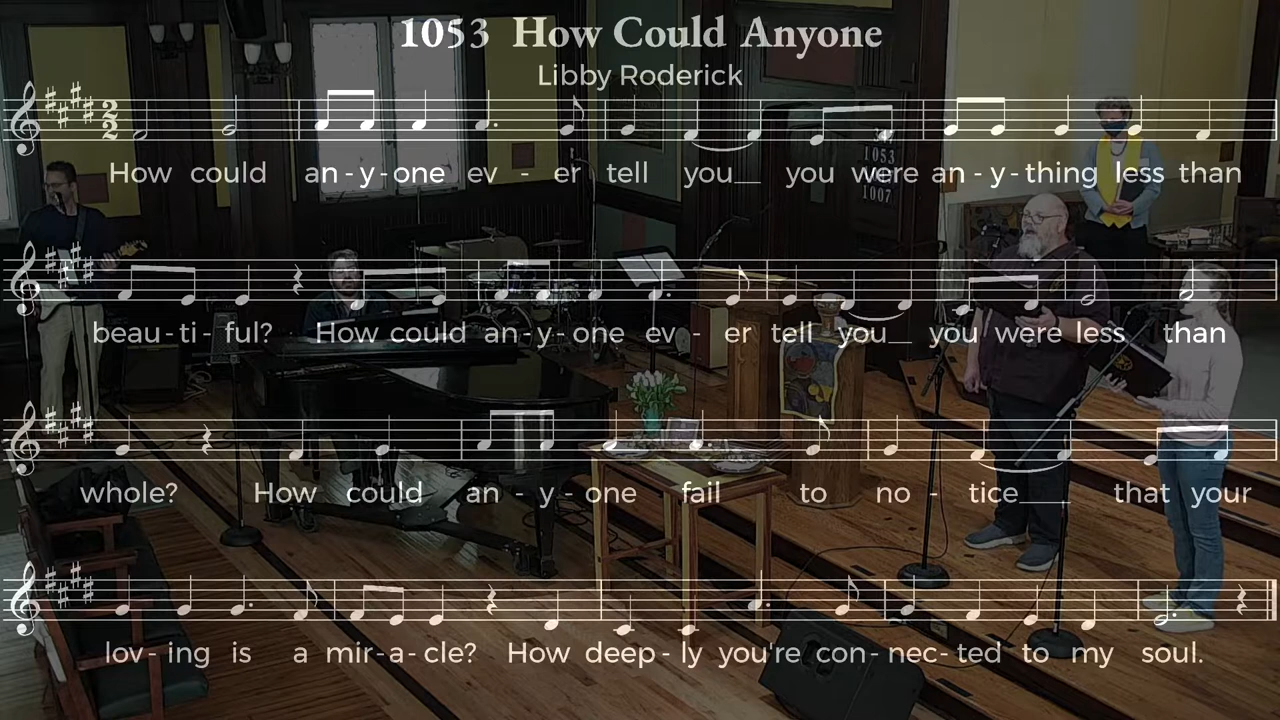 1053 How Could Anyone
Libby Roderick
2
2
How could an - y - one ev - er tell you__ you were an - y - thing less than
beau - ti - ful? How could an - y - one ev - er tell you__ you were less than
whole? How could an - y - one fail to no - tice___ that your
lov - ing is a mir - a - cle? How deep - ly you're con - nec - ted to my soul.
1053
1007